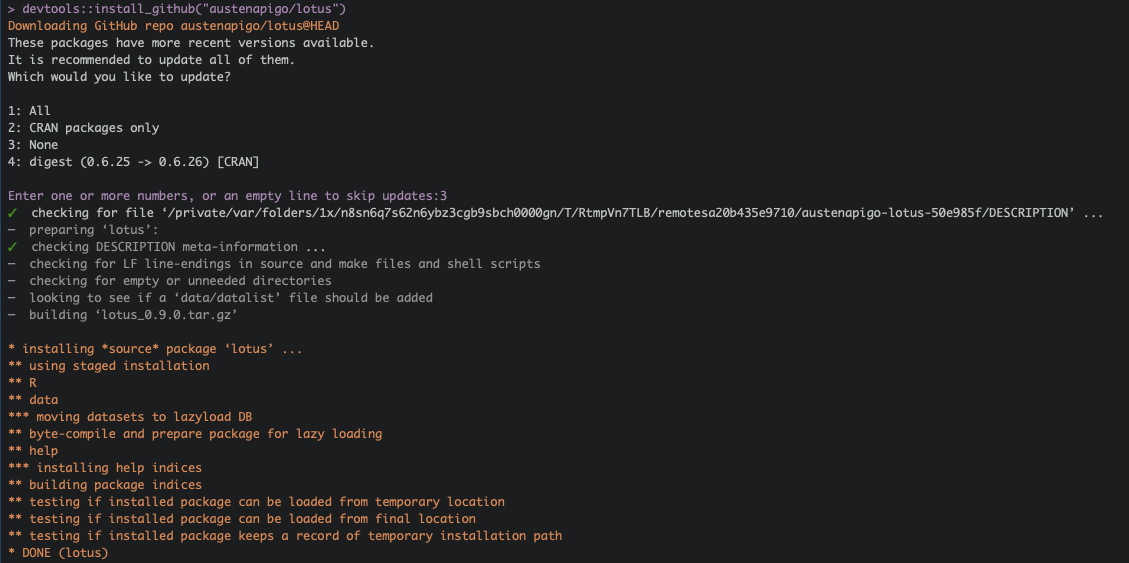 > devtools::install_github("austenapigo/lotus")
Downloading GitHub repo austenapigo/lotus@HEAD
These packages have more recent versions available.
It is recommended to update all of them.
Which would you like to update?
1: All
2: CRAN packages only
3: None
4: digest (0.6.25 -> 0.6.26) [CRAN]
Enter one or more numbers, or an empty line to skip updates:3
✓  checking for file ‘/private/var/folders/1x/n8sn6q7s62n6ybz3cgb9sbch0000gn/T/RtmpVn7TLB/remotesa20b435e9710/austenapigo-lotus-50e985f/DESCRIPTION’ ...
─  preparing ‘lotus’:
✓  checking DESCRIPTION meta-information ...
─  checking for LF line-endings in source and make files and shell scripts
─  checking for empty or unneeded directories
─  looking to see if a ‘data/datalist’ file should be added
─  building ‘lotus_0.9.0.tar.gz’
* installing *source* package ‘lotus’ ...
** using staged installation
** R
** data
*** moving datasets to lazyload DB
** byte-compile and prepare package for lazy loading
** help
*** installing help indices
** building package indices
** testing if installed package can be loaded from temporary location
** testing if installed package can be loaded from final location
** testing if installed package keeps a record of temporary installation path
* DONE (lotus)